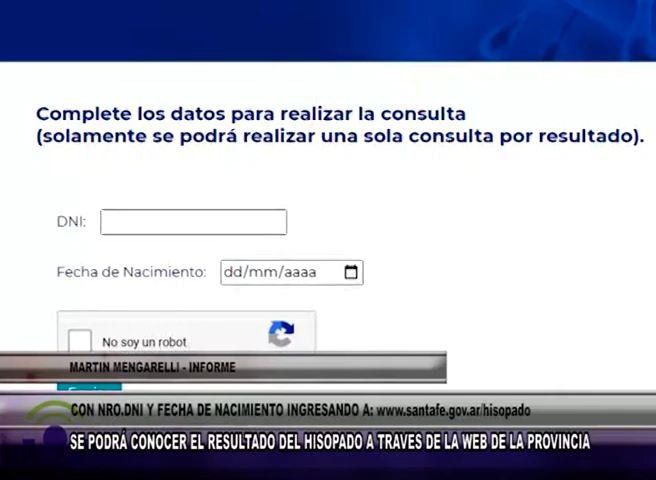 Complete los datos para realizar la consulta
(solamente se podrá realizar una sola consulta por resultado).
DNI:
Fecha de Nacimiento: dd/mm/aaaa
No soy un robot
MARTIN MENGARELLI - INFORME
CON NRO.DNI Y FECHA DE NACIMIENTO INGRESANDO A: www.santafe.gov.ar/hisopado
SE PODRÁ CONOCER EL RESULTADO DEL HISOPADO A TRAVES DE LA WEB DE LA PROVINCIA